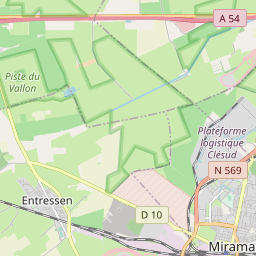 A 54
Piste du
Vallon
Plateforme
logistique
Clésud
N 569
Entressen
D 10
Mirama